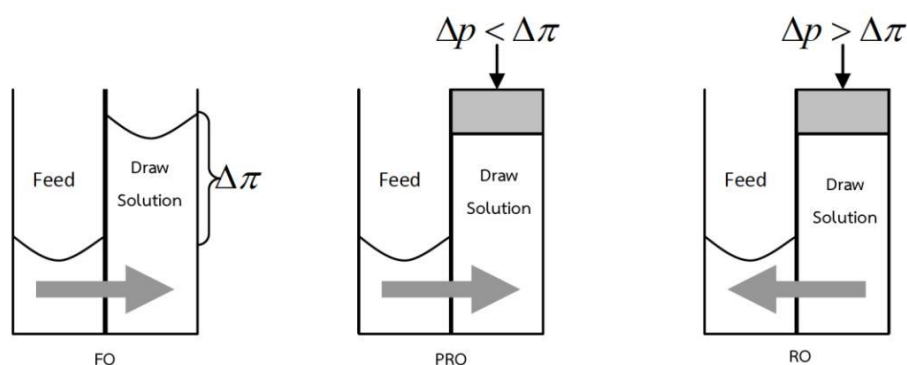 Δp < Δπ
Δp > Δπ
Feed
Draw
Solution
Δπ
Feed
Draw
Solution
Feed
Draw
Solution
FO
PRO
RO